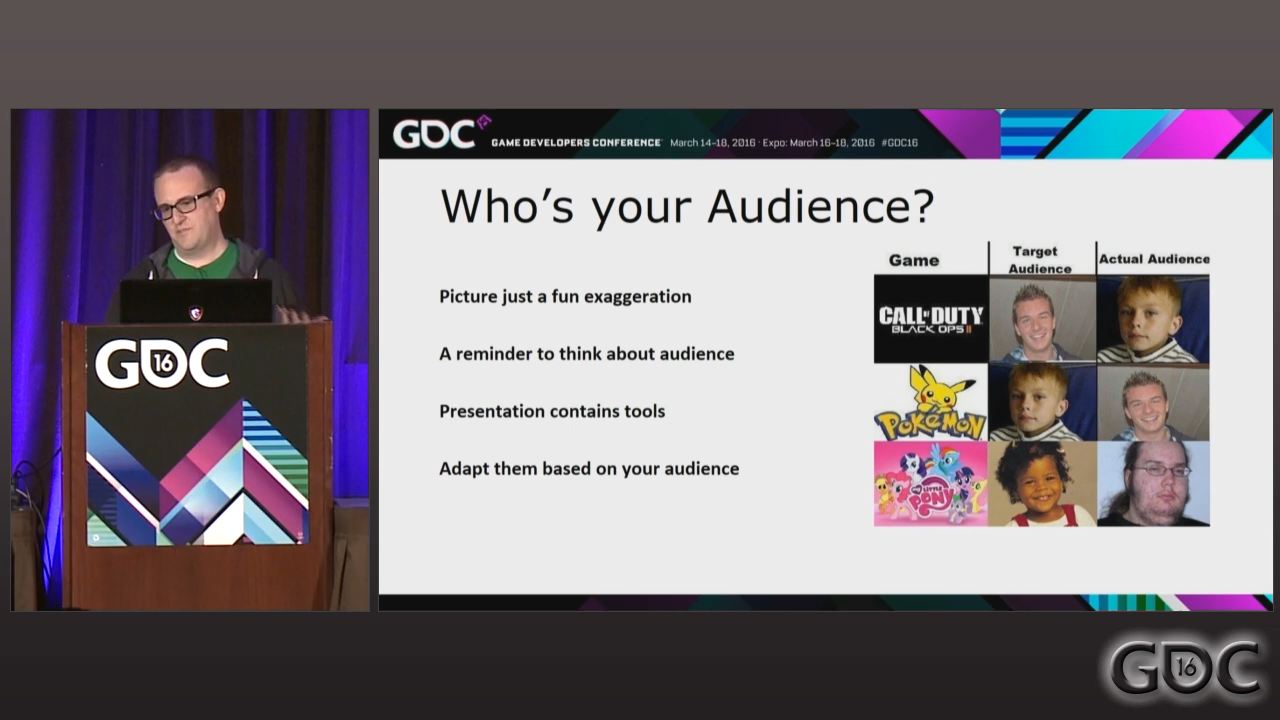 GDC
GAME DEVELOPERS CONFERENCE March 14-18, 2016 · Expo: March 16-18, 2016 #GDC16
Who's your Audience?
Picture just a fun exaggeration
A reminder to think about audience
Presentation contains tools
Adapt them based on your audience
Game
Target
Audience
Actual Audience
CALL OF DUTY
BLACK OPS II
POKéMON
MY LITTLE
PONY
GDC
16
GDC
16